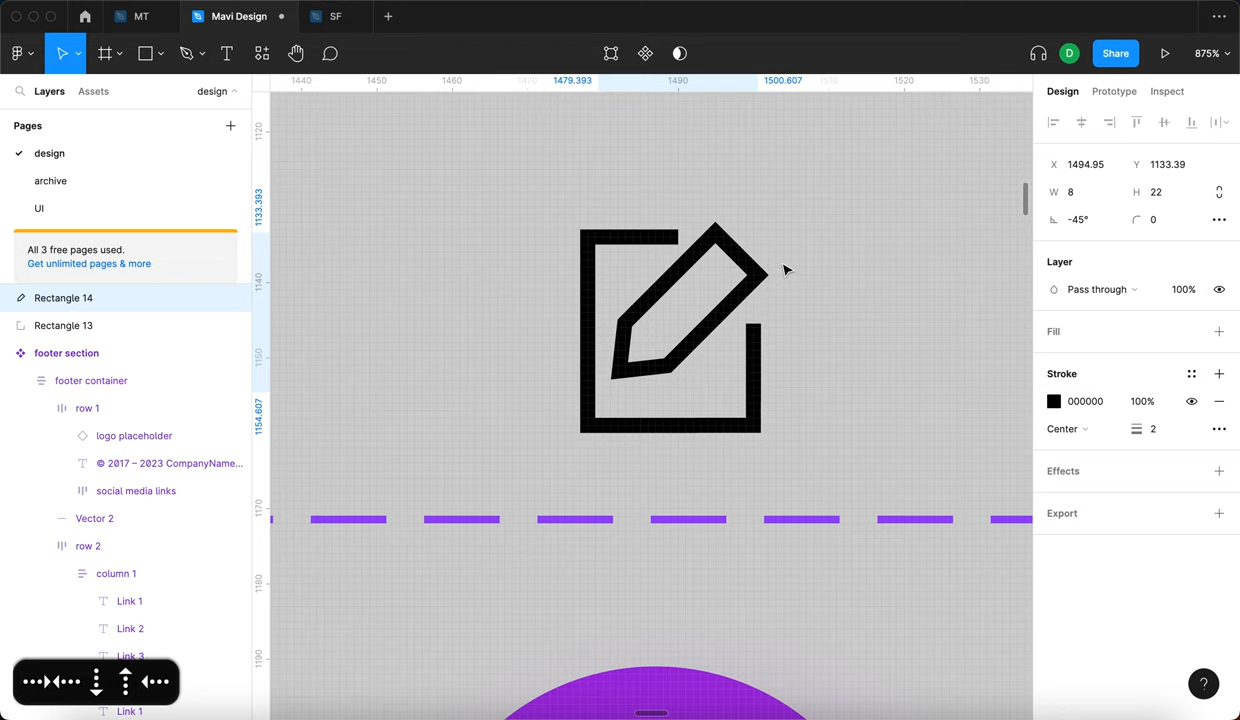 MT
Mavi Design
SF
Share
875%
Layers
Assets
design
1440
1450
1460
1470
1479.393
1490
1500.607
1510
1520
1530
Design
Prototype
Inspect
Pages
design
archive
UI
All 3 free pages used.
Get unlimited pages & more
Rectangle 14
Rectangle 13
footer section
footer container
row 1
logo placeholder
© 2017 – 2023 CompanyName...
social media links
Vector 2
row 2
column 1
Link 1
Link 2
Link 3
Link 1
1120
1133.393
1140
1150
1154.607
1170
1180
1190
X 1494.95 Y 1133.39
W 8 H 22
-45° 0
Layer
Pass through 100%
Fill
Stroke
000000 100%
Center 2
Effects
Export
D
?